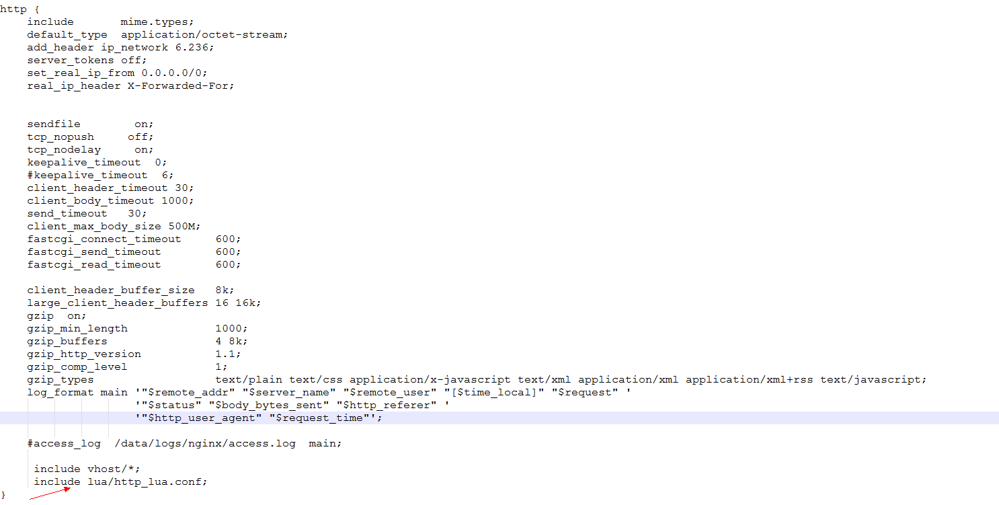 http {
    include       mime.types;
    default_type  application/octet-stream;
    add_header ip_network 6.236;
    server_tokens off;
    set_real_ip_from 0.0.0.0/0;
    real_ip_header X-Forwarded-For;
    sendfile        on;
    tcp_nopush     off;
    tcp_nodelay     on;
    keepalive_timeout  0;
    #keepalive_timeout  6;
    client_header_timeout 30;
    client_body_timeout 1000;
    send_timeout   30;
    client_max_body_size 500M;
    fastcgi_connect_timeout     600;
    fastcgi_send_timeout        600;
    fastcgi_read_timeout        600;
    client_header_buffer_size   8k;
    large_client_header_buffers 16 16k;
    gzip  on;
    gzip_min_length             1000;
    gzip_buffers                4 8k;
    gzip_http_version           1.1;
    gzip_comp_level             1;
    gzip_types                  text/plain text/css application/x-javascript text/xml application/xml application/xml+rss text/javascript;
    log_format main '"$remote_addr" "$server_name" "$remote_user" "[$time_local]" "$request" '
                    '"$status" "$body_bytes_sent" "$http_referer" '
                    '"$http_user_agent" "$request_time"';
    #access_log  /data/logs/nginx/access.log  main;
     include vhost/*;
     include lua/http_lua.conf;
}